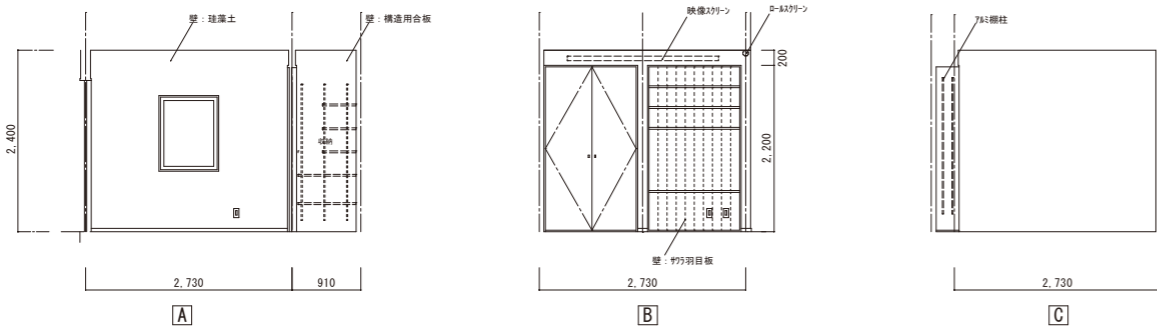 壁：珪藻土
壁：構造用合板
収納
2,400
2,730
910
A
映像スクリーン
ロールスクリーン
200
2,200
壁：サワラ羽目板
2,730
B
アルミ棚柱
2,730
C